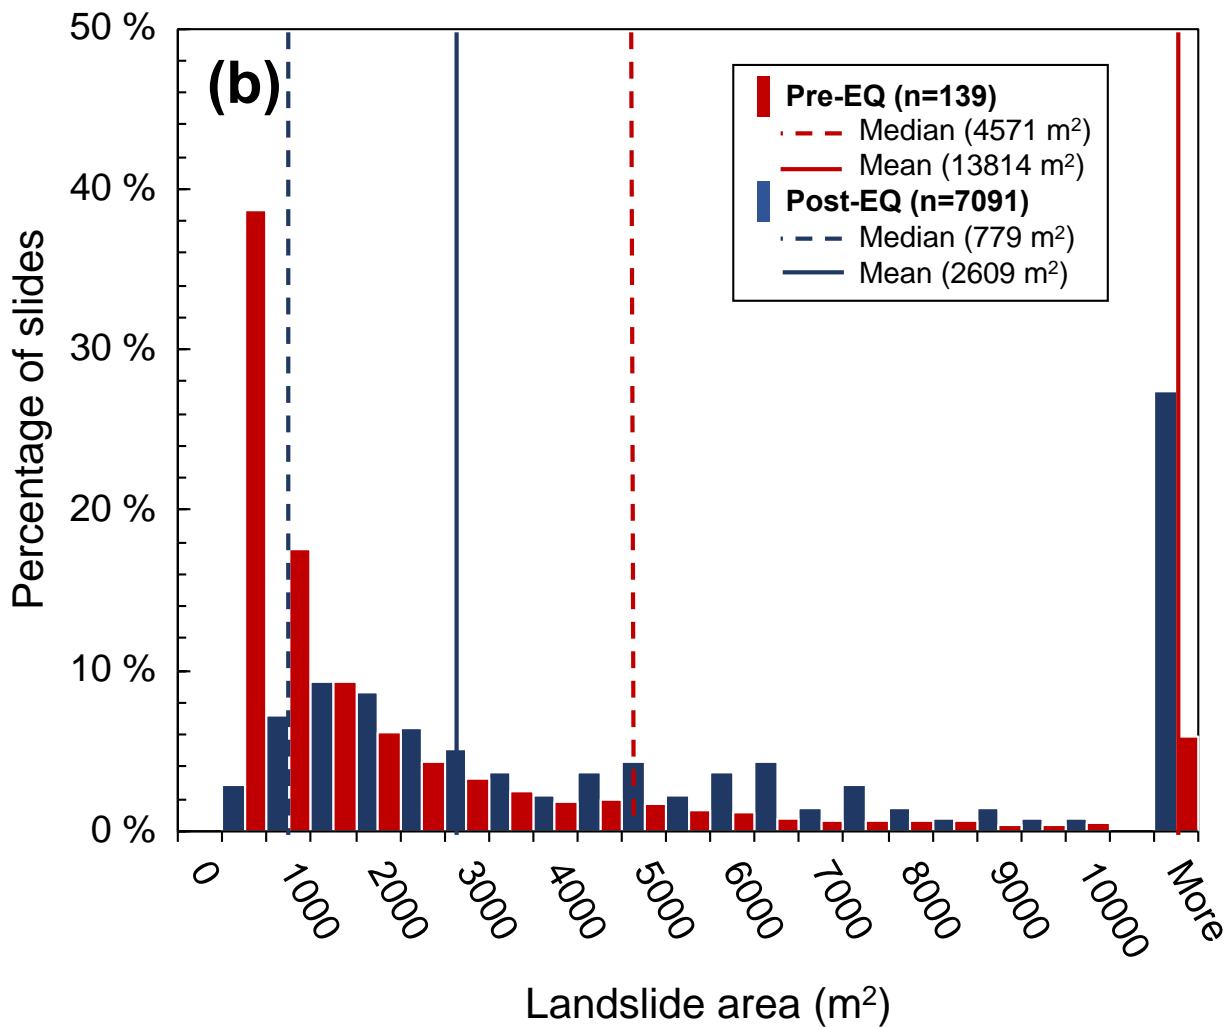 50 %
(b)
Pre-EQ (n=139)
Median (4571 m²)
Mean (13814 m²)
Post-EQ (n=7091)
Median (779 m²)
Mean (2609 m²)
40 %
30 %
20 %
10 %
0 %
Percentage of slides
0
1000
2000
3000
4000
5000
6000
7000
8000
9000
10000
More
Landslide area (m²)